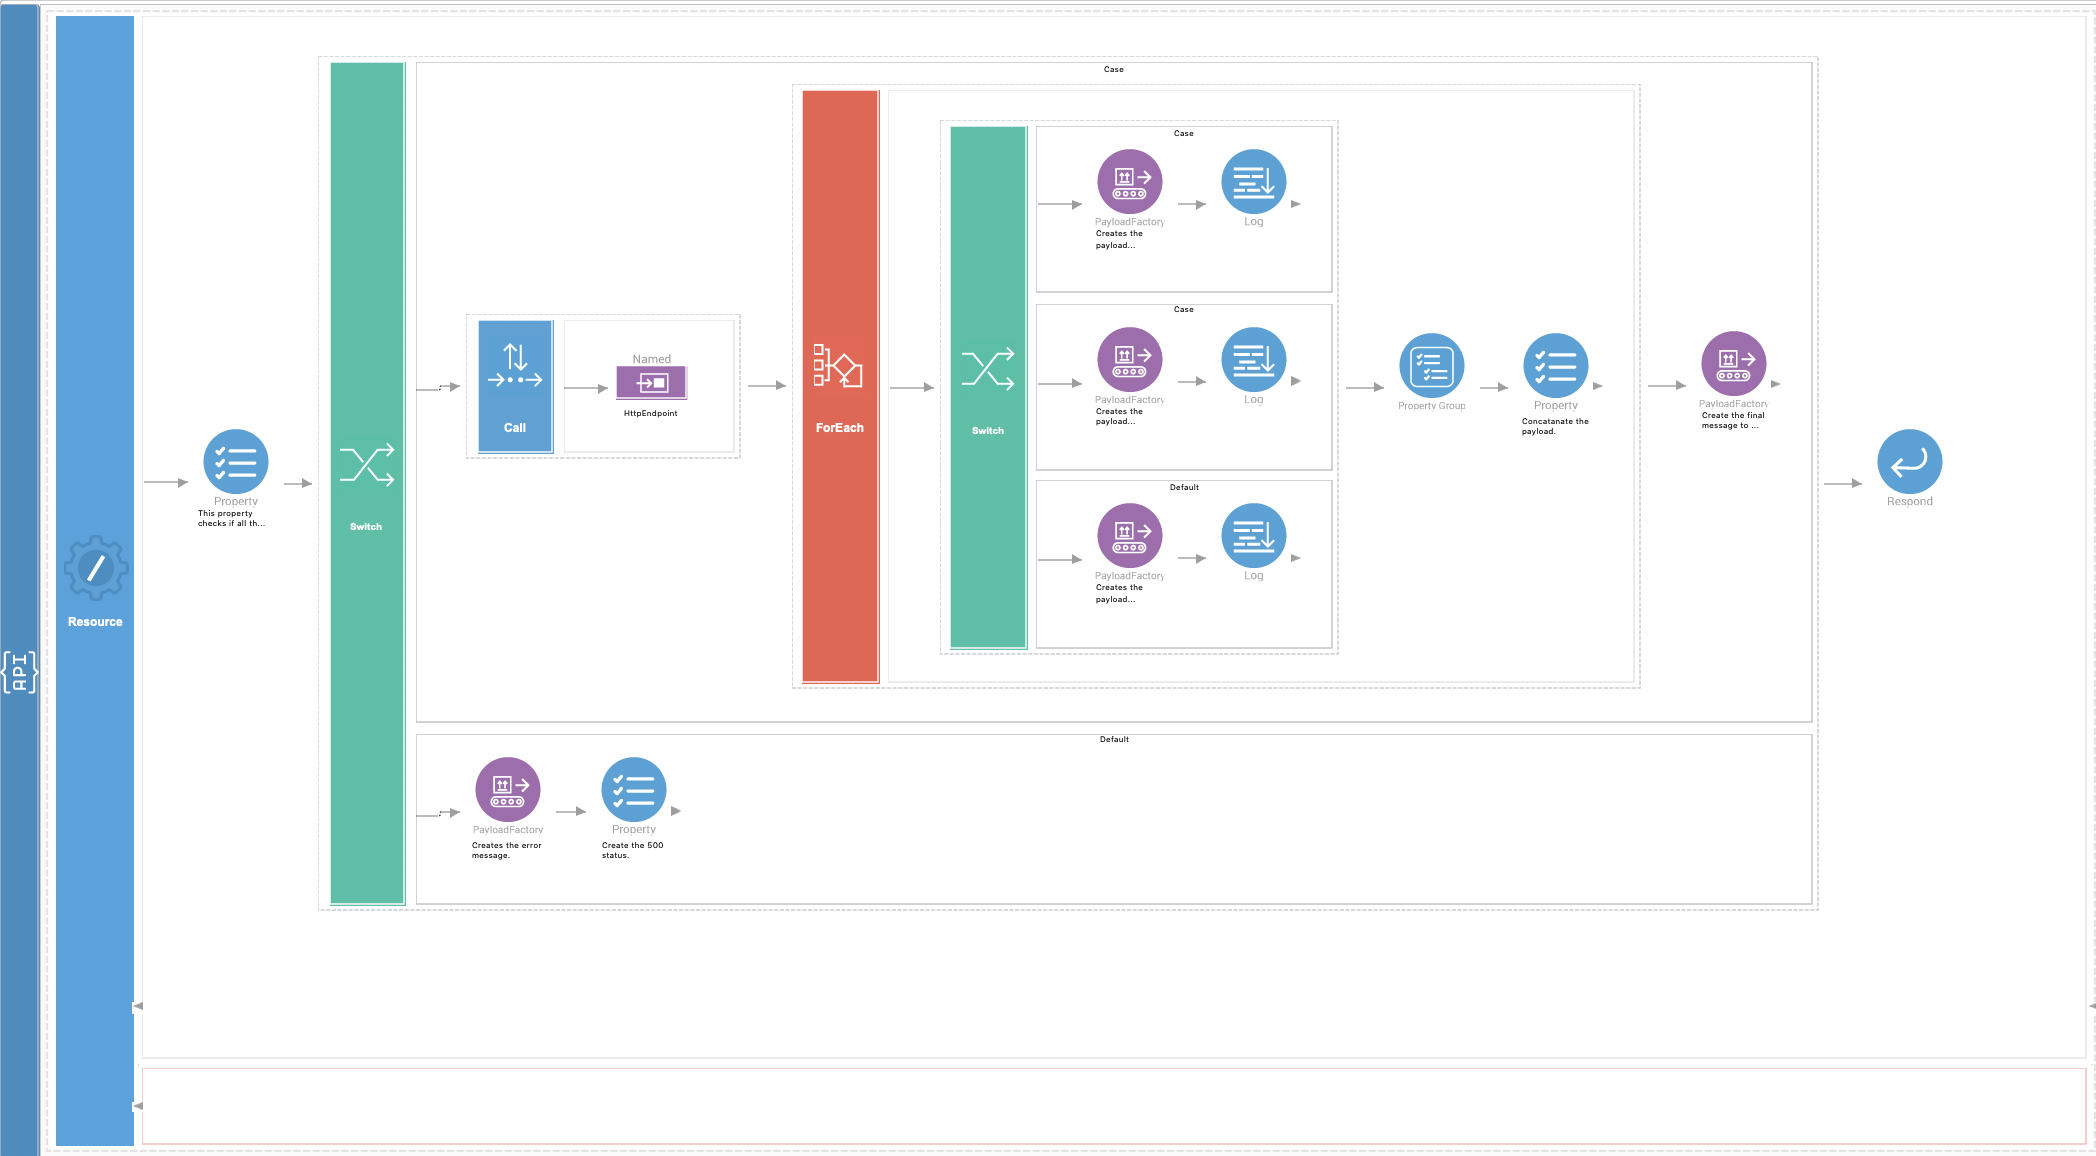 {API}
Resource
Property
This property
checks if all th...
Switch
Case
Call
Named
HttpEndpoint
ForEach
Switch
Case
PayloadFactory
Creates the
payload...
Log
Case
PayloadFactory
Creates the
payload...
Log
Default
PayloadFactory
Creates the
payload...
Log
Property Group
Property
Concatanate the
payload.
PayloadFactory
Create the final
message to ...
Default
PayloadFactory
Creates the error
message.
Property
Create the 500
status.
Respond